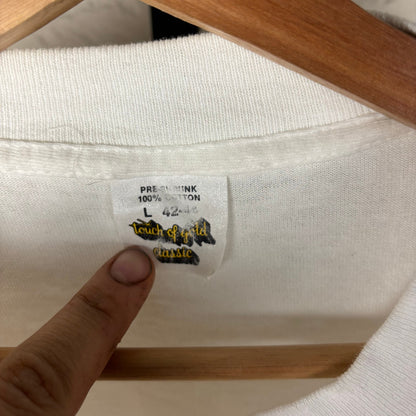 PRE-SHRUNK
100% COTTON
L 42-44
touch of gold
classic